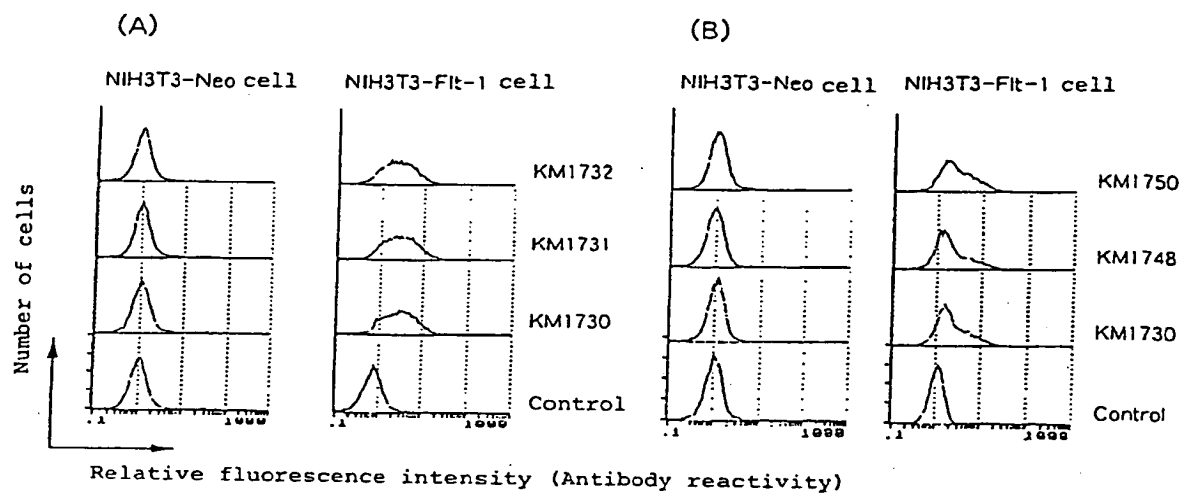 (A)
(B)
NIH3T3-Neo cell
NIH3T3-Flt-1 cell
NIH3T3-Neo cell
NIH3T3-Flt-1 cell
KM1732
KM1731
KM1730
Control
KM1750
KM1748
KM1730
Control
Number of cells
.1 1000
.1 1000
.1 1000
.1 1000
Relative fluorescence intensity (Antibody reactivity)